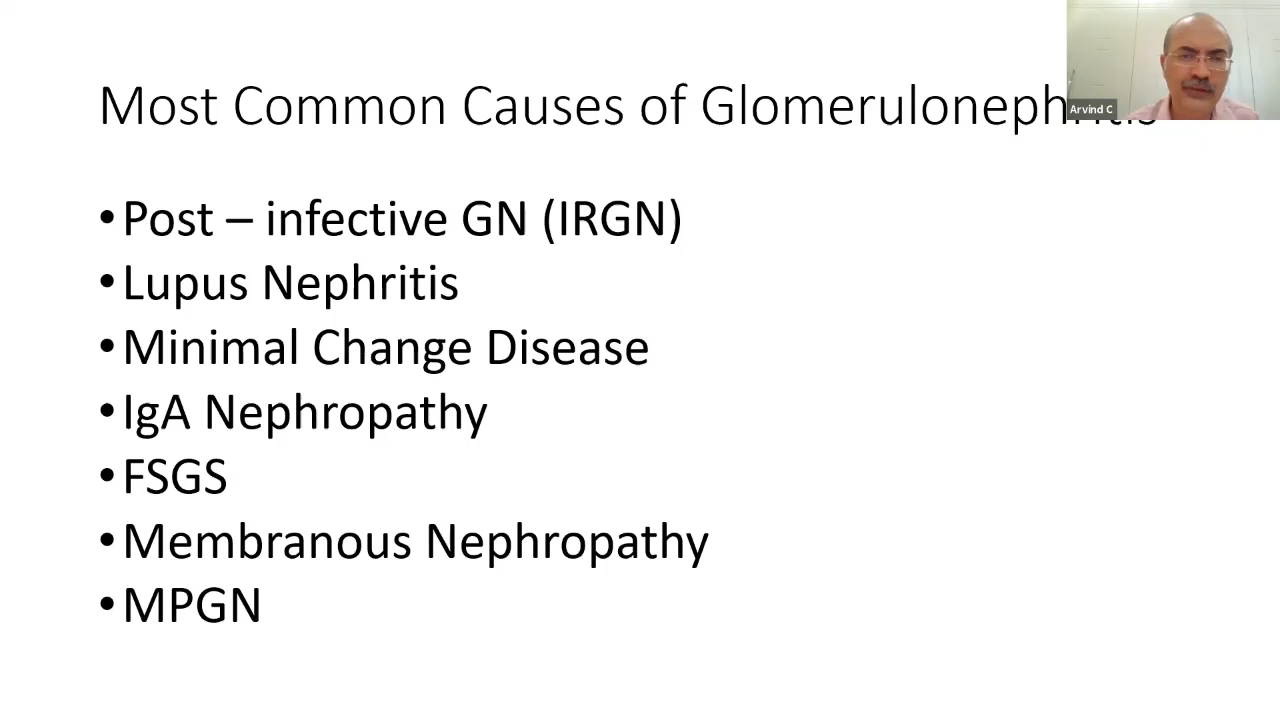 Most Common Causes of Glomerulonephritis
Arvind C
•Post – infective GN (IRGN)
•Lupus Nephritis
•Minimal Change Disease
•IgA Nephropathy
•FSGS
•Membranous Nephropathy
•MPGN